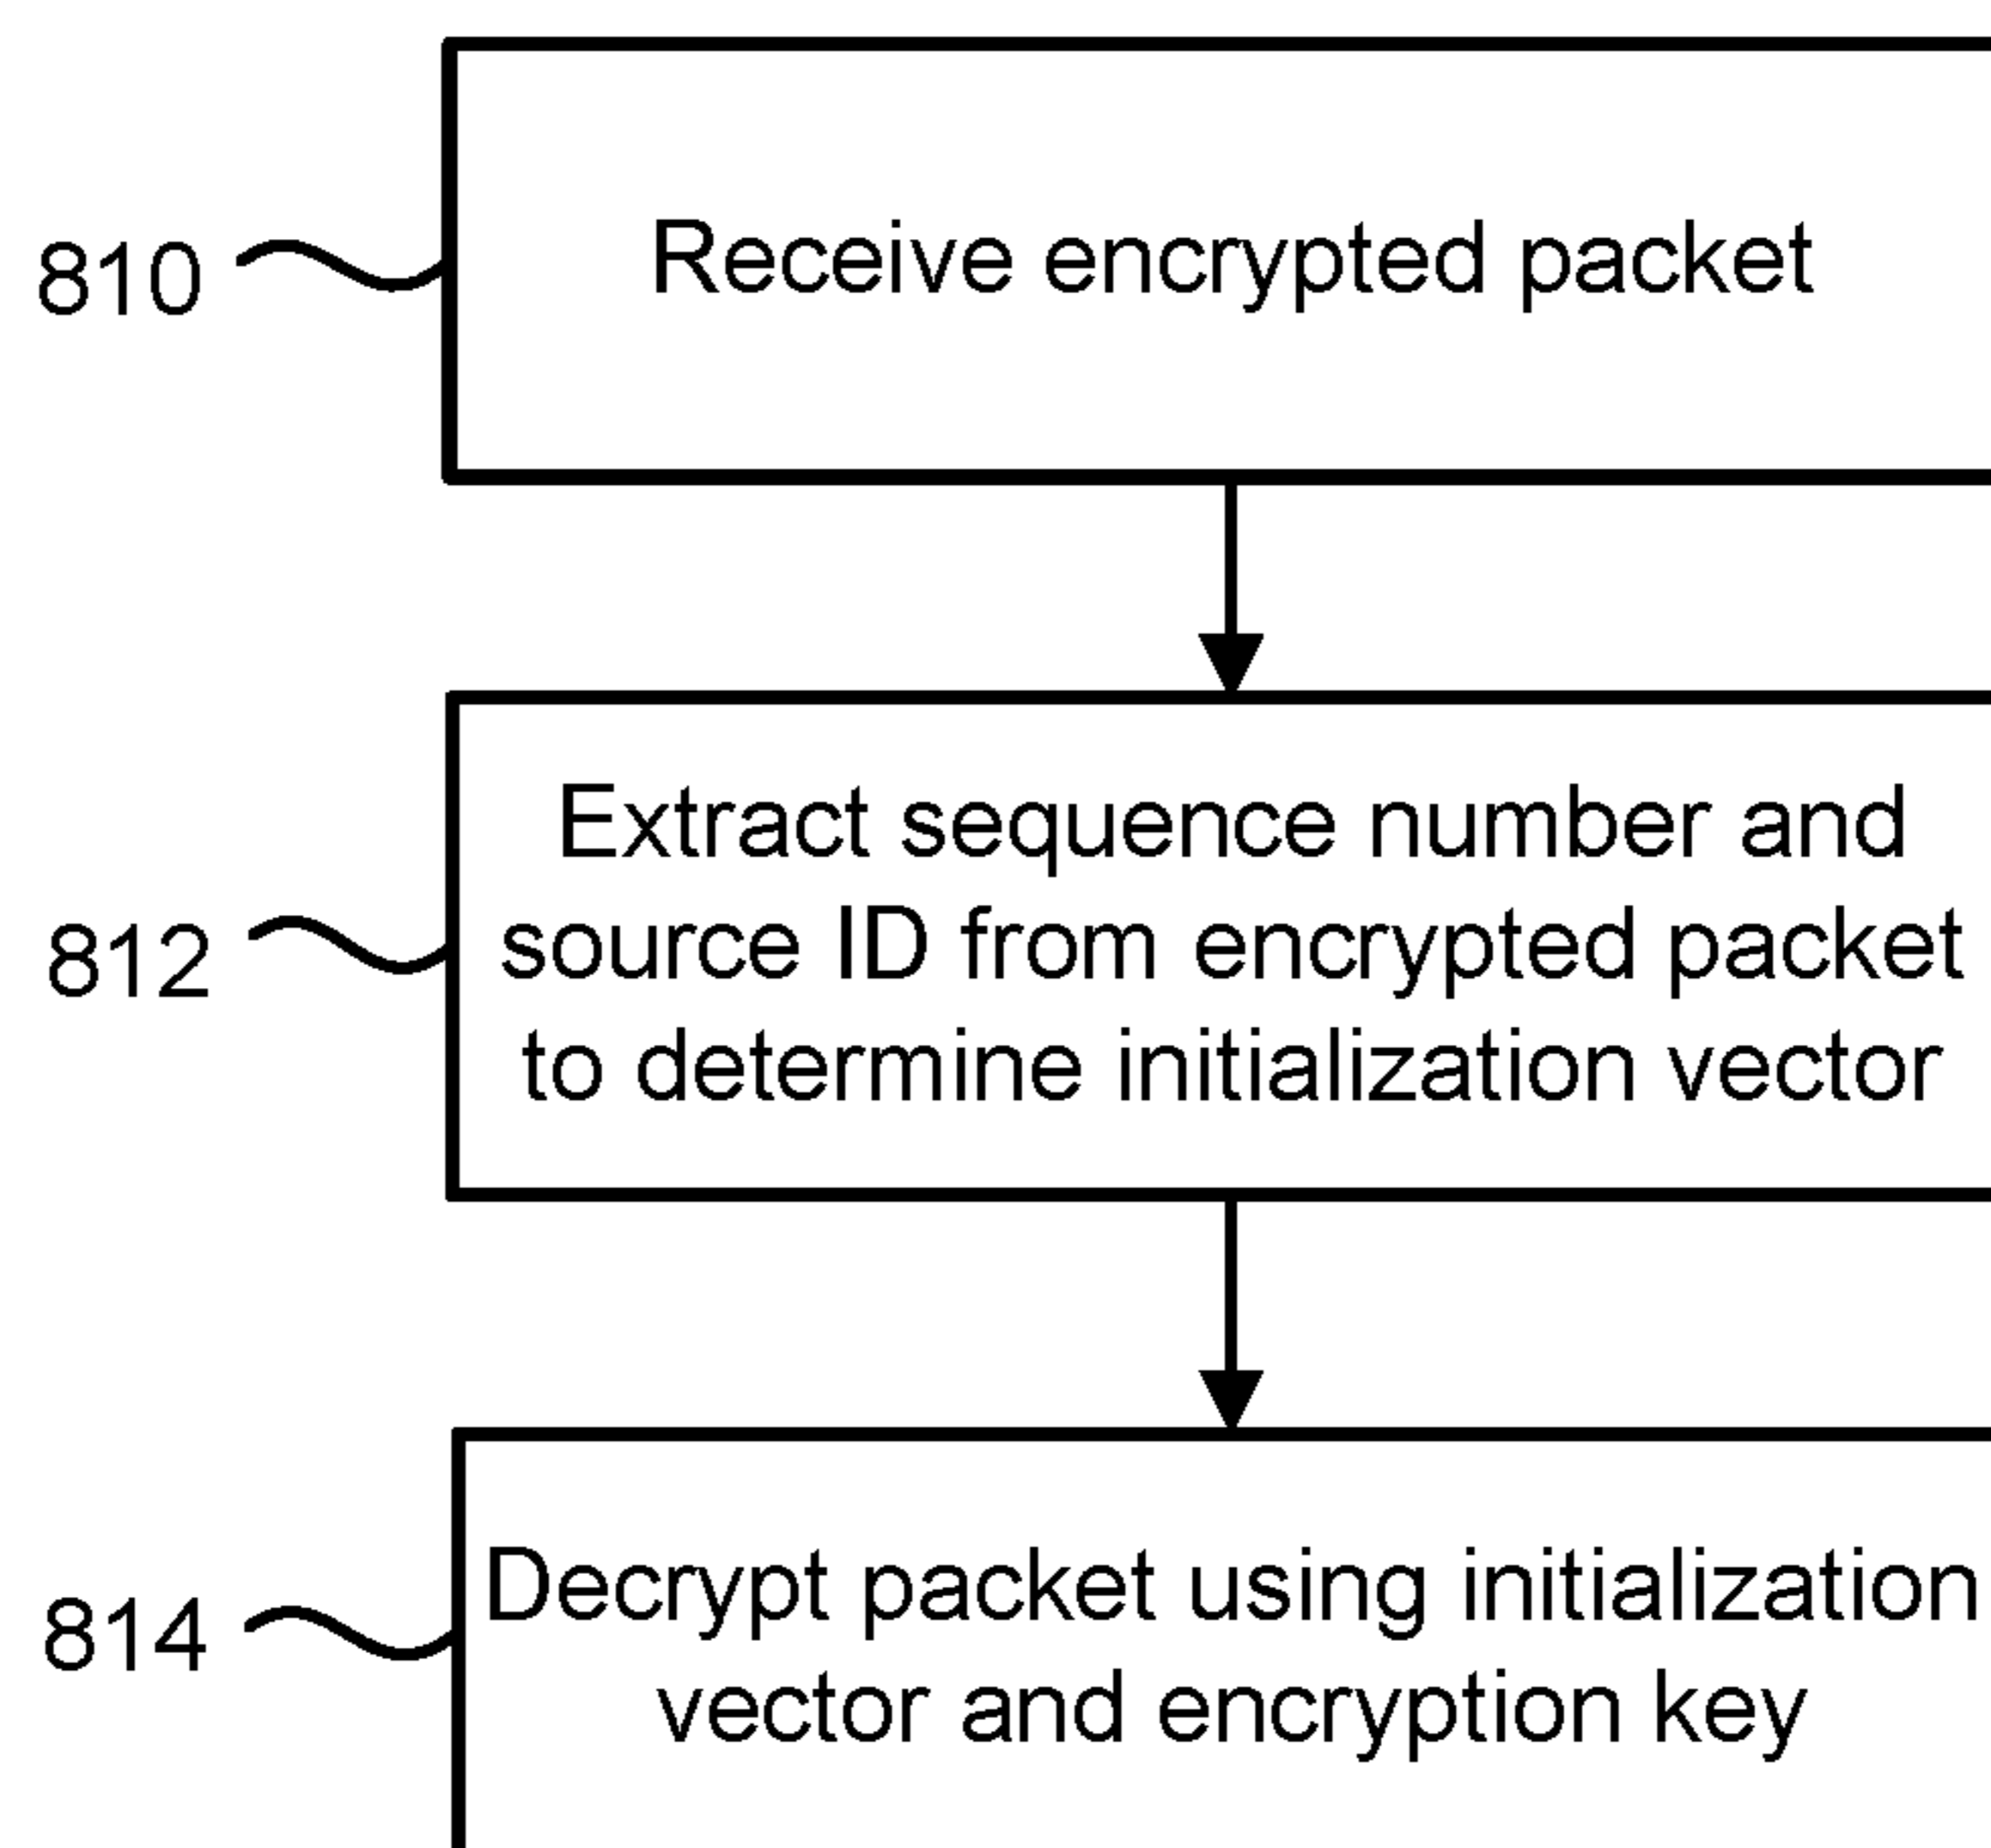 810
Receive encrypted packet
812
Extract sequence number and
source ID from encrypted packet
to determine initialization vector
814
Decrypt packet using initialization
vector and encryption key